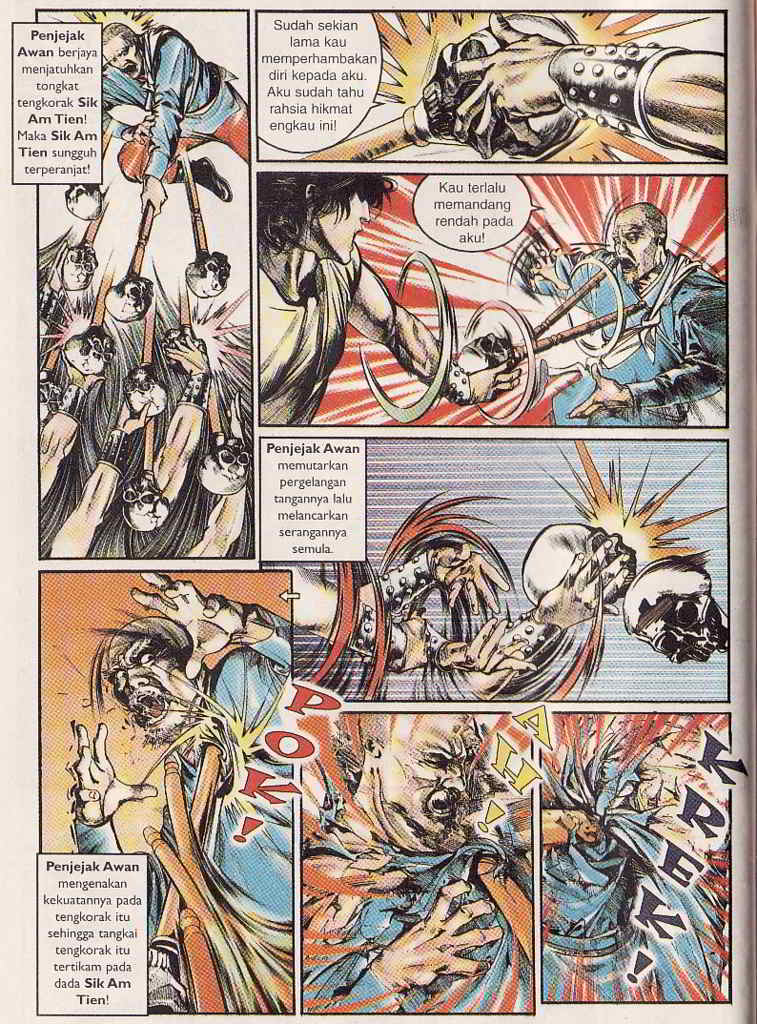 Penjejak
Awan berjaya
menjatuhkan
tongkat
tengkorak Sik
Am Tien!
Maka Sik Am
Tien sungguh
terperanjat!
Sudah sekian
lama kau
memperhambakan
diri kepada aku.
Aku sudah tahu
rahsia hikmat
engkau ini!
Kau terlalu
memandang
rendah pada
aku!
Penjejak Awan
memutarkan
pergelangan
tangannya lalu
melancarkan
serangannya
semula.
POK!
Penjejak Awan
mengenakan
kekuatannya pada
tengkorak itu
sehingga tangkai
tengkorak itu
tertikam pada
dada Sik Am
Tien!
AH!
KREK!